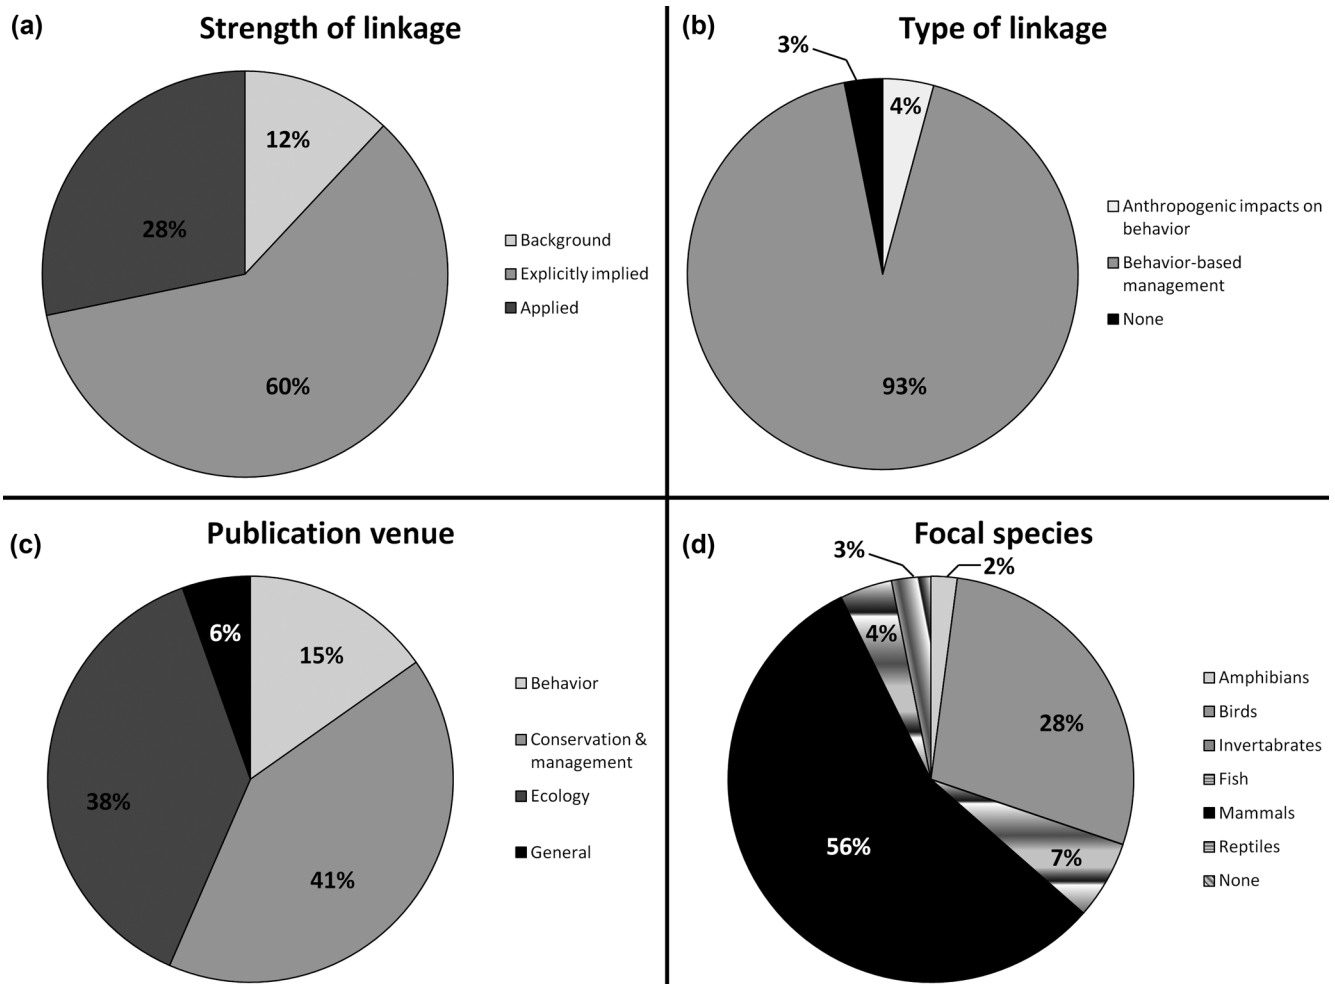 (a)
Strength of linkage
12%
28%
60%
Background
Explicitly implied
Applied
(b)
Type of linkage
3%
4%
93%
Anthropogenic impacts on
behavior
Behavior-based
management
None
(c)
Publication venue
6%
15%
38%
41%
Behavior
Conservation &
management
Ecology
General
(d)
Focal species
3%
2%
4%
28%
56%
7%
Amphibians
Birds
Invertabrates
Fish
Mammals
Reptiles
None